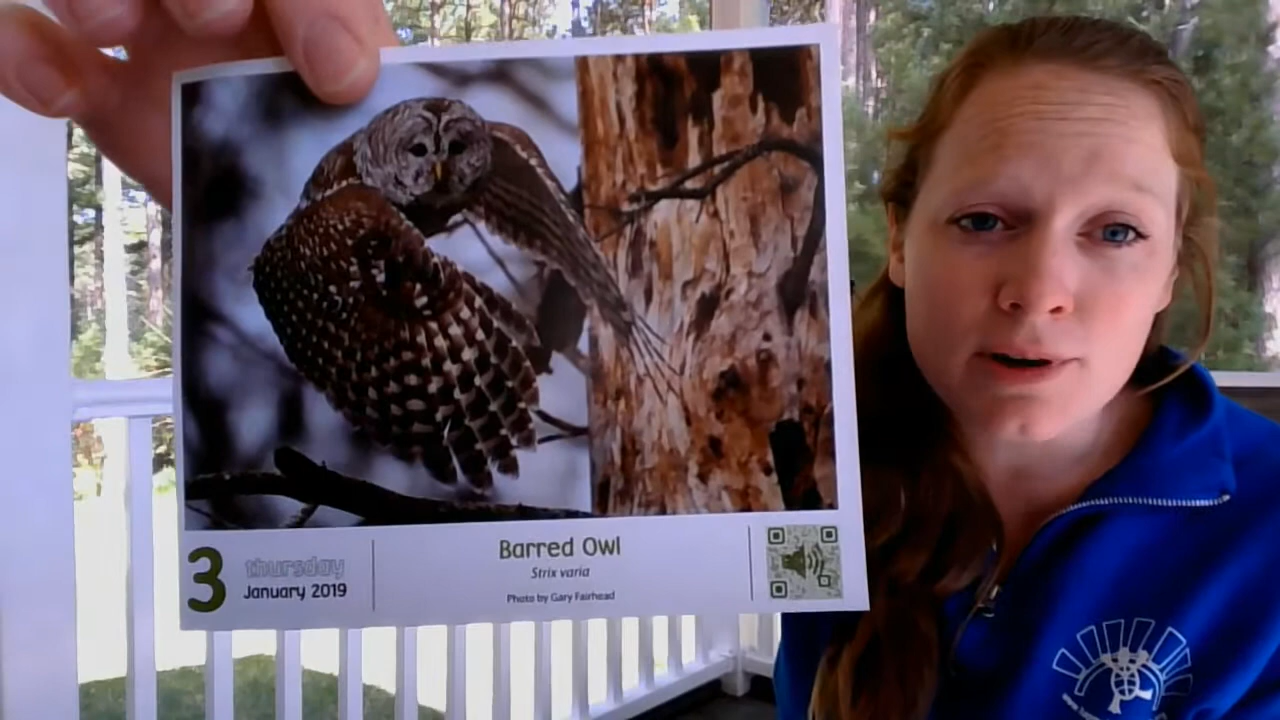 3
thursday
January 2019
Barred Owl
Strix varia
Photo by Gary Fairhead